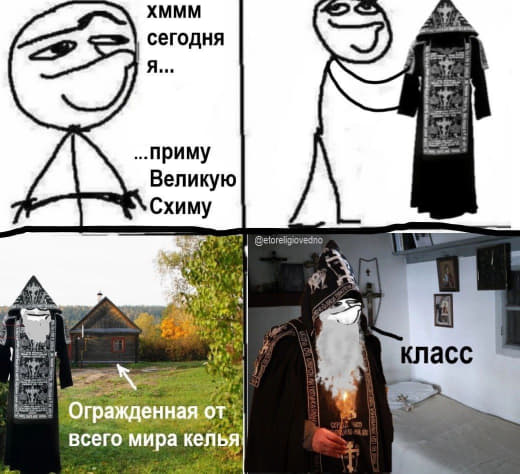 хммм
сегодня
я...
...приму
Великую
Схиму
@etoreligiovedno
Огражденная от
всего мира келья
класс